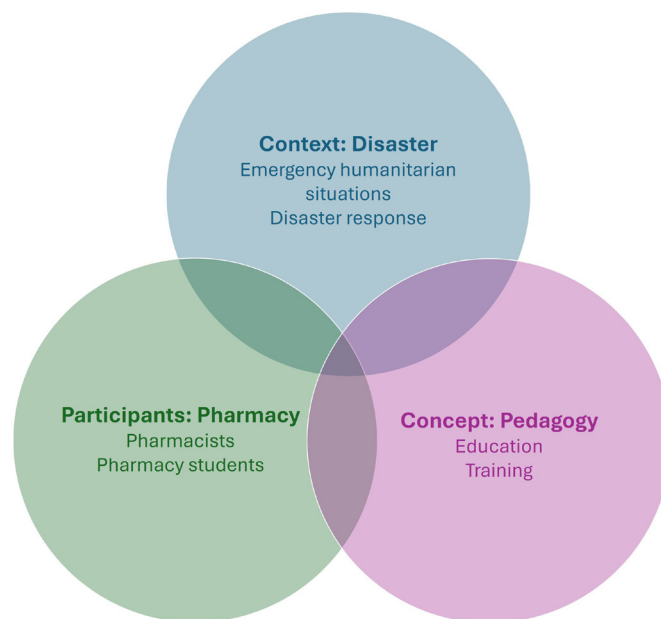 Context: Disaster
Emergency humanitarian
situations
Disaster response
Participants: Pharmacy
Pharmacists
Pharmacy students
Concept: Pedagogy
Education
Training